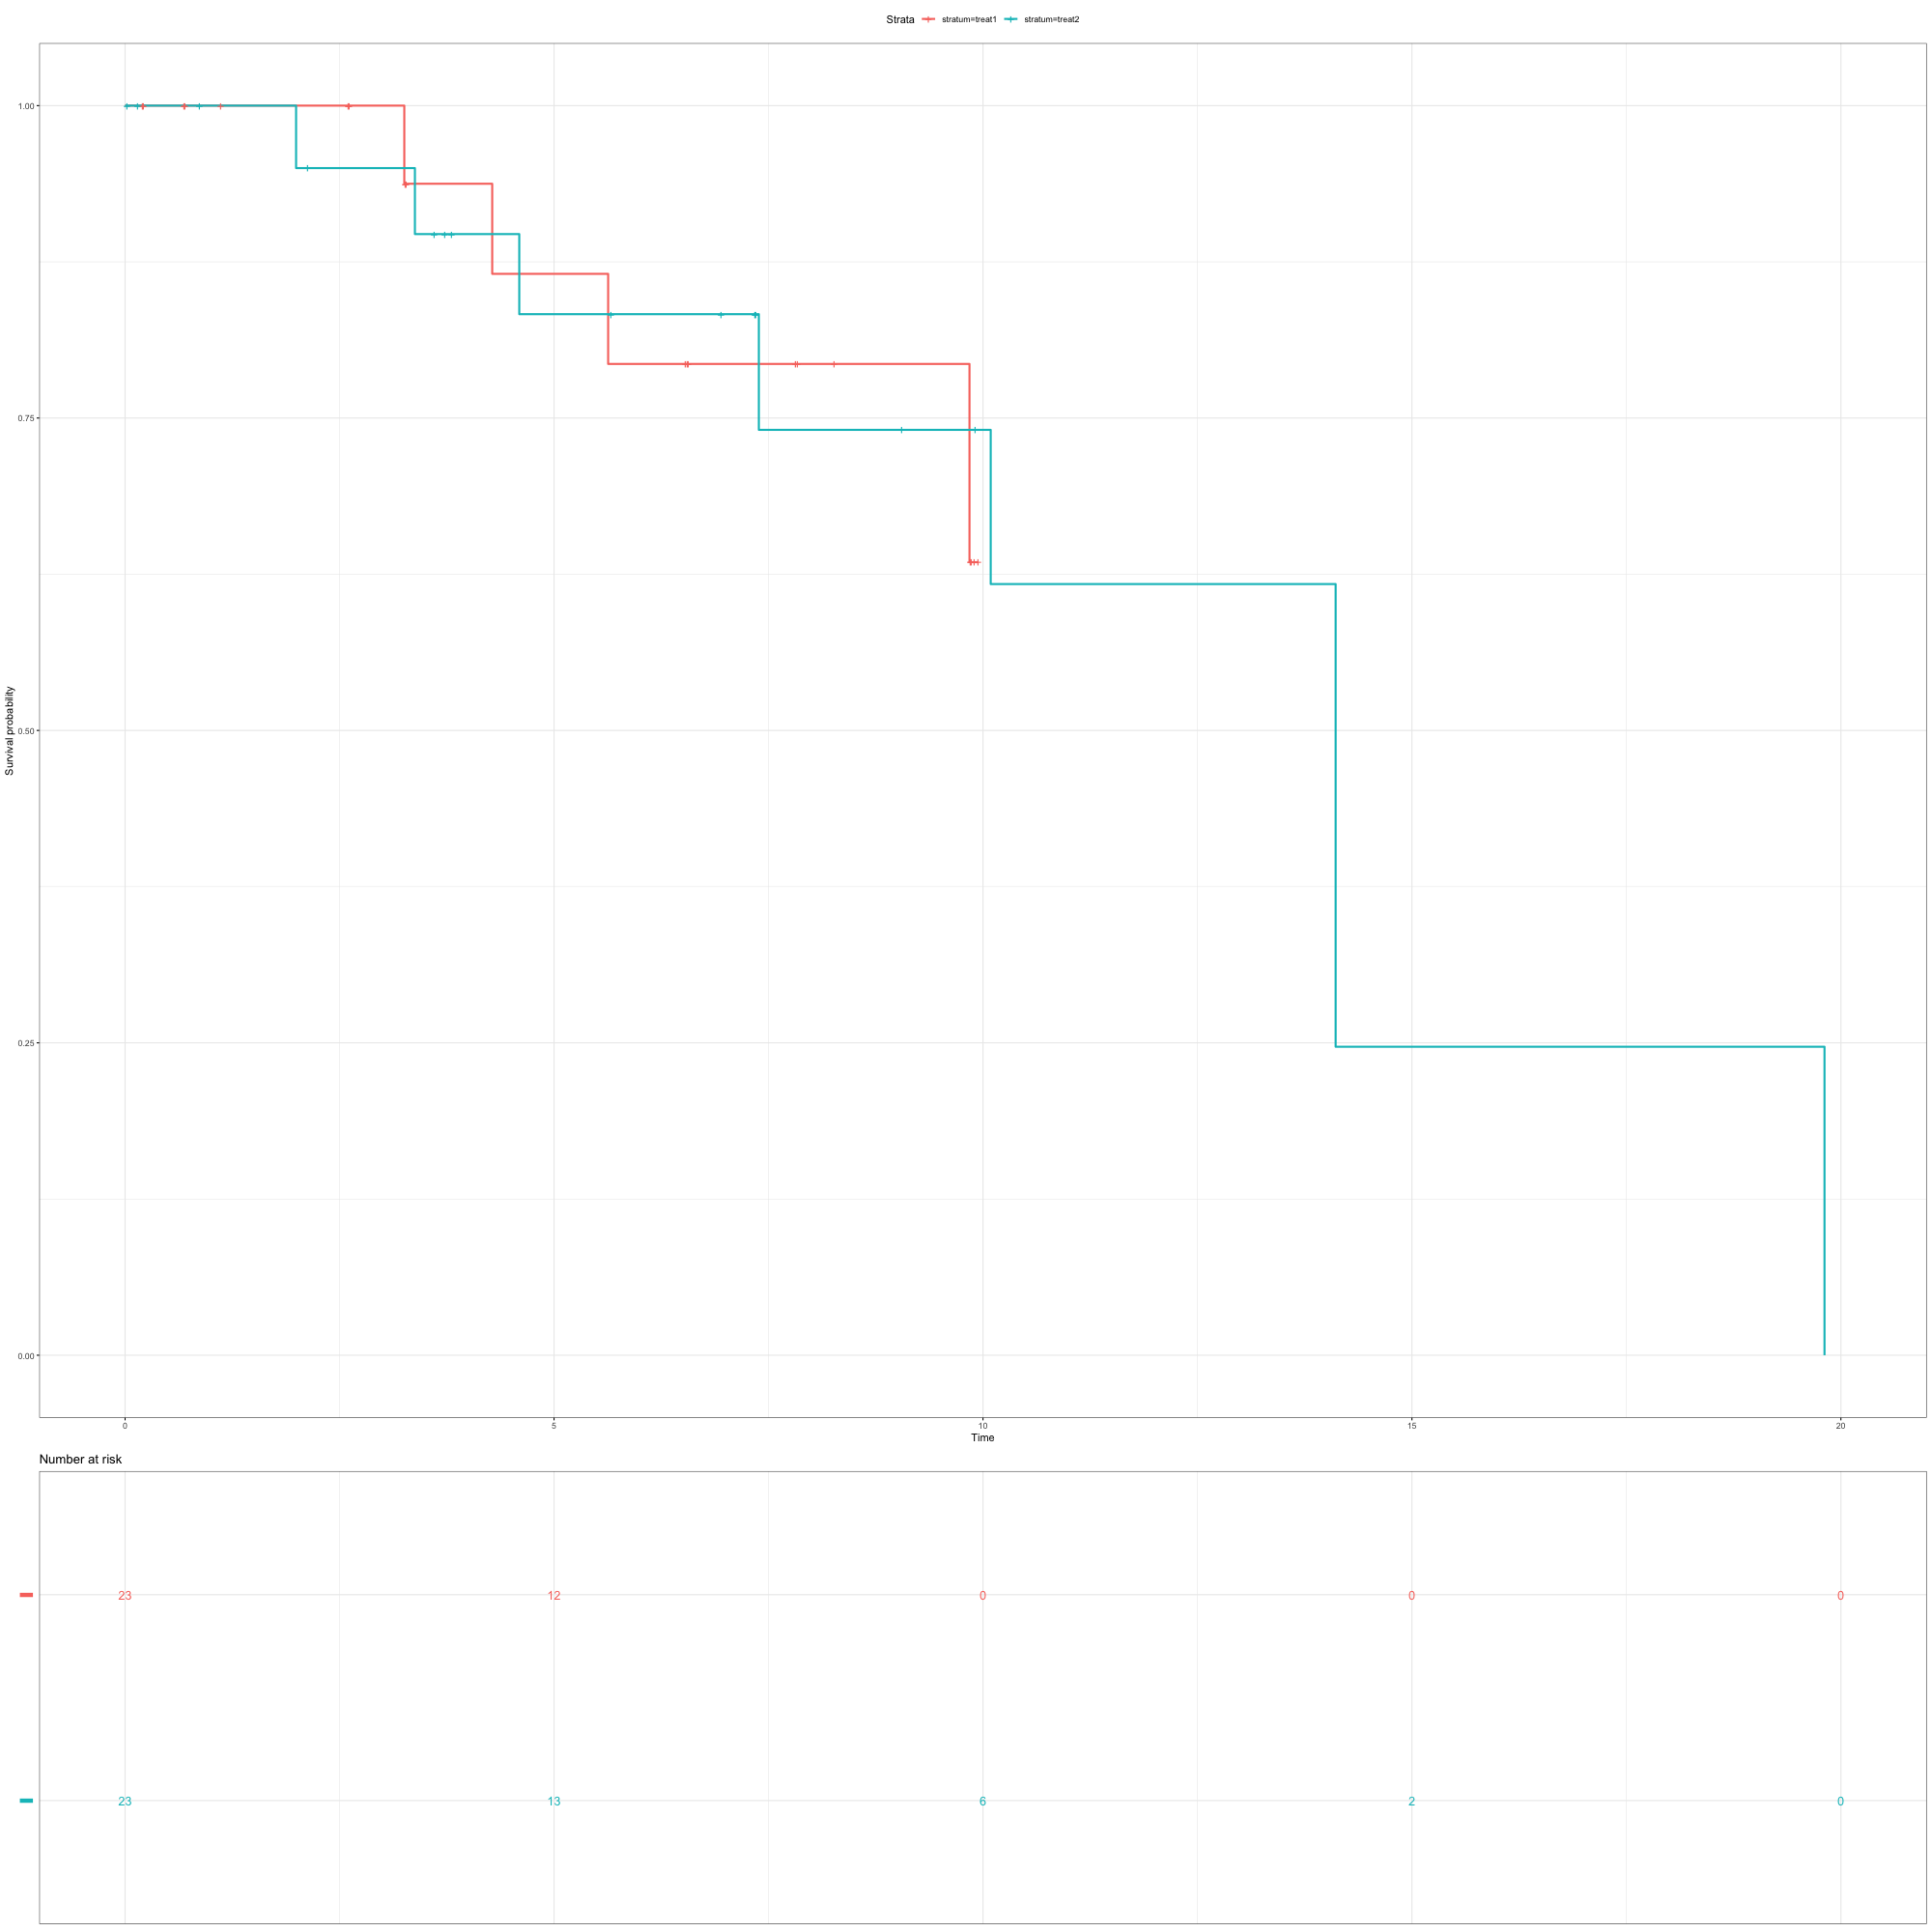 Strata stratum=treat1 stratum=treat2
1.00
0.75
0.50
0.25
0.00
Survival probability
0 5 10 15 20
Time
Number at risk
23 12 0 0 0
23 13 6 2 0